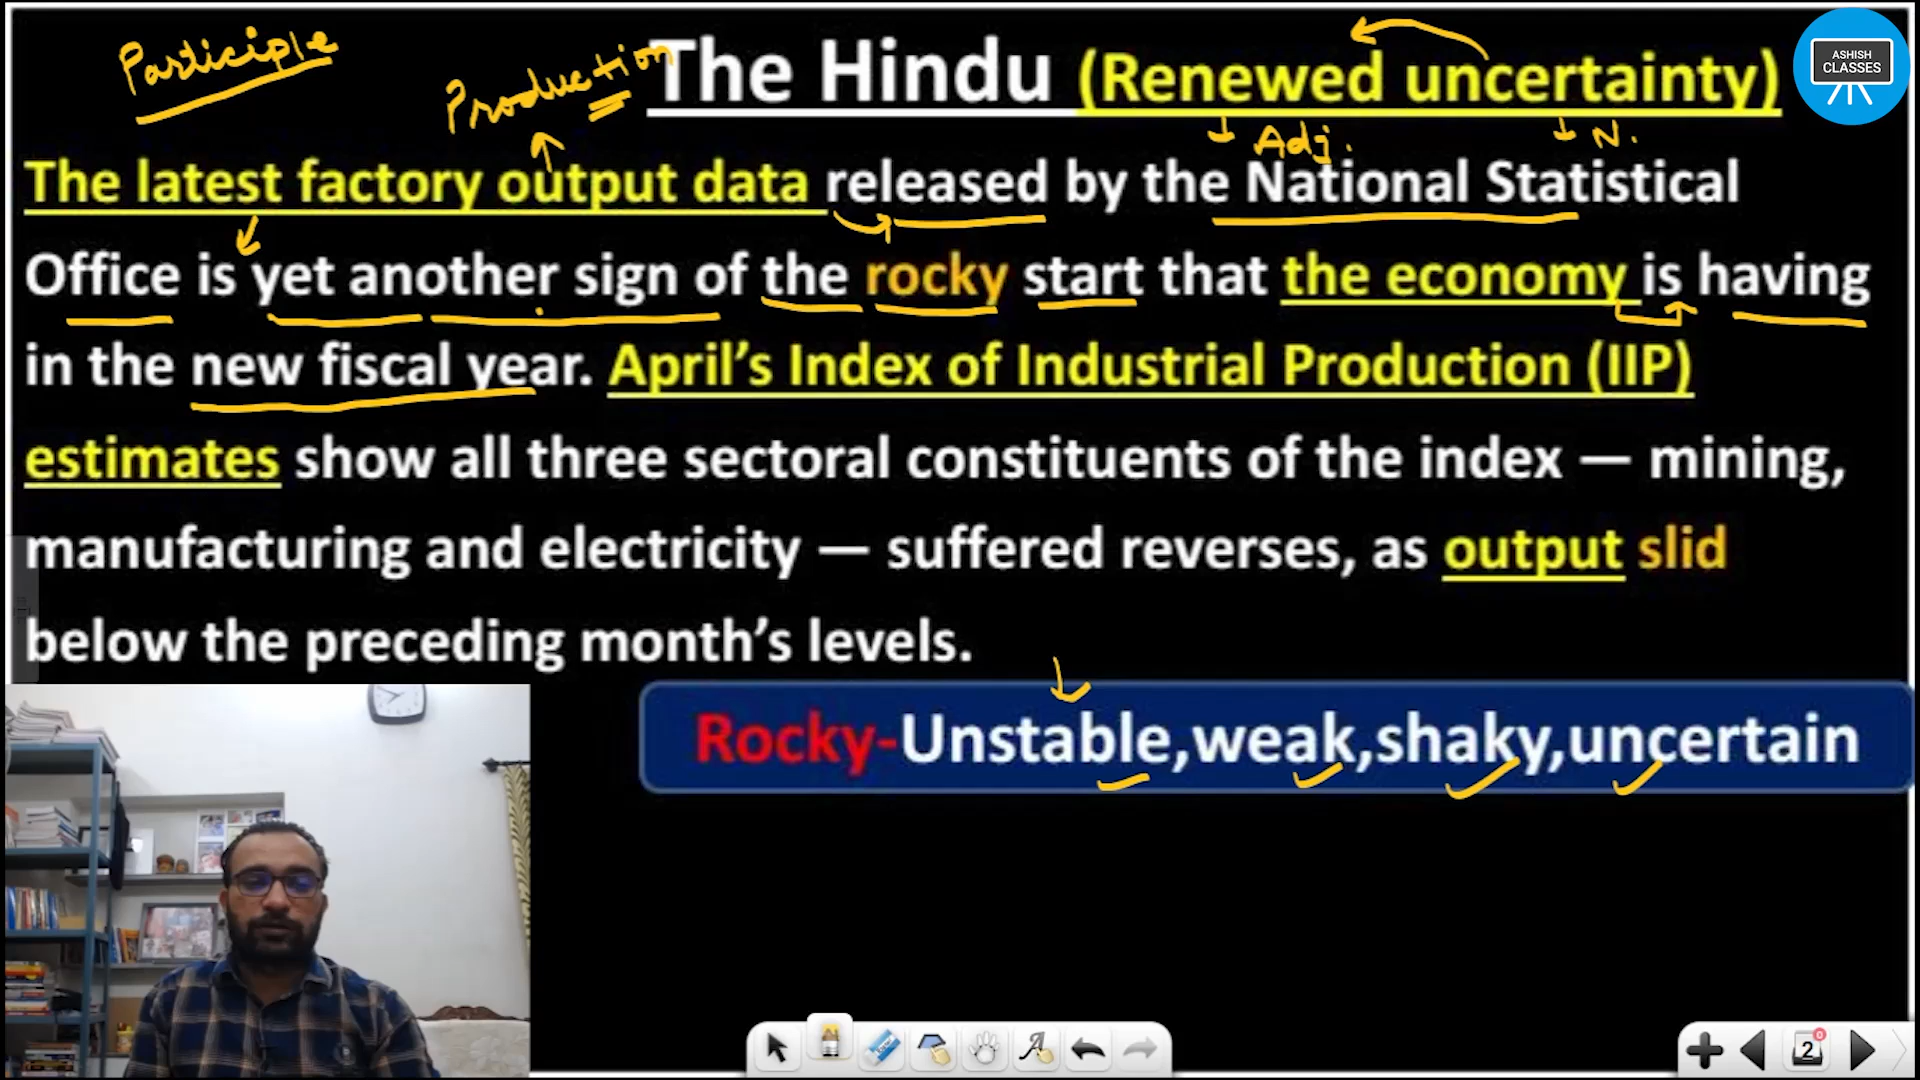 Participle
Production
The Hindu (Renewed uncertainty)
ASHISH
CLASSES
Adj.
N.
The latest factory output data released by the National Statistical
Office is yet another sign of the rocky start that the economy is having
in the new fiscal year. April's Index of Industrial Production (IIP)
estimates show all three sectoral constituents of the index — mining,
manufacturing and electricity — suffered reverses, as output slid
below the preceding month's levels.
Rocky-Unstable,weak,shaky,uncertain
2